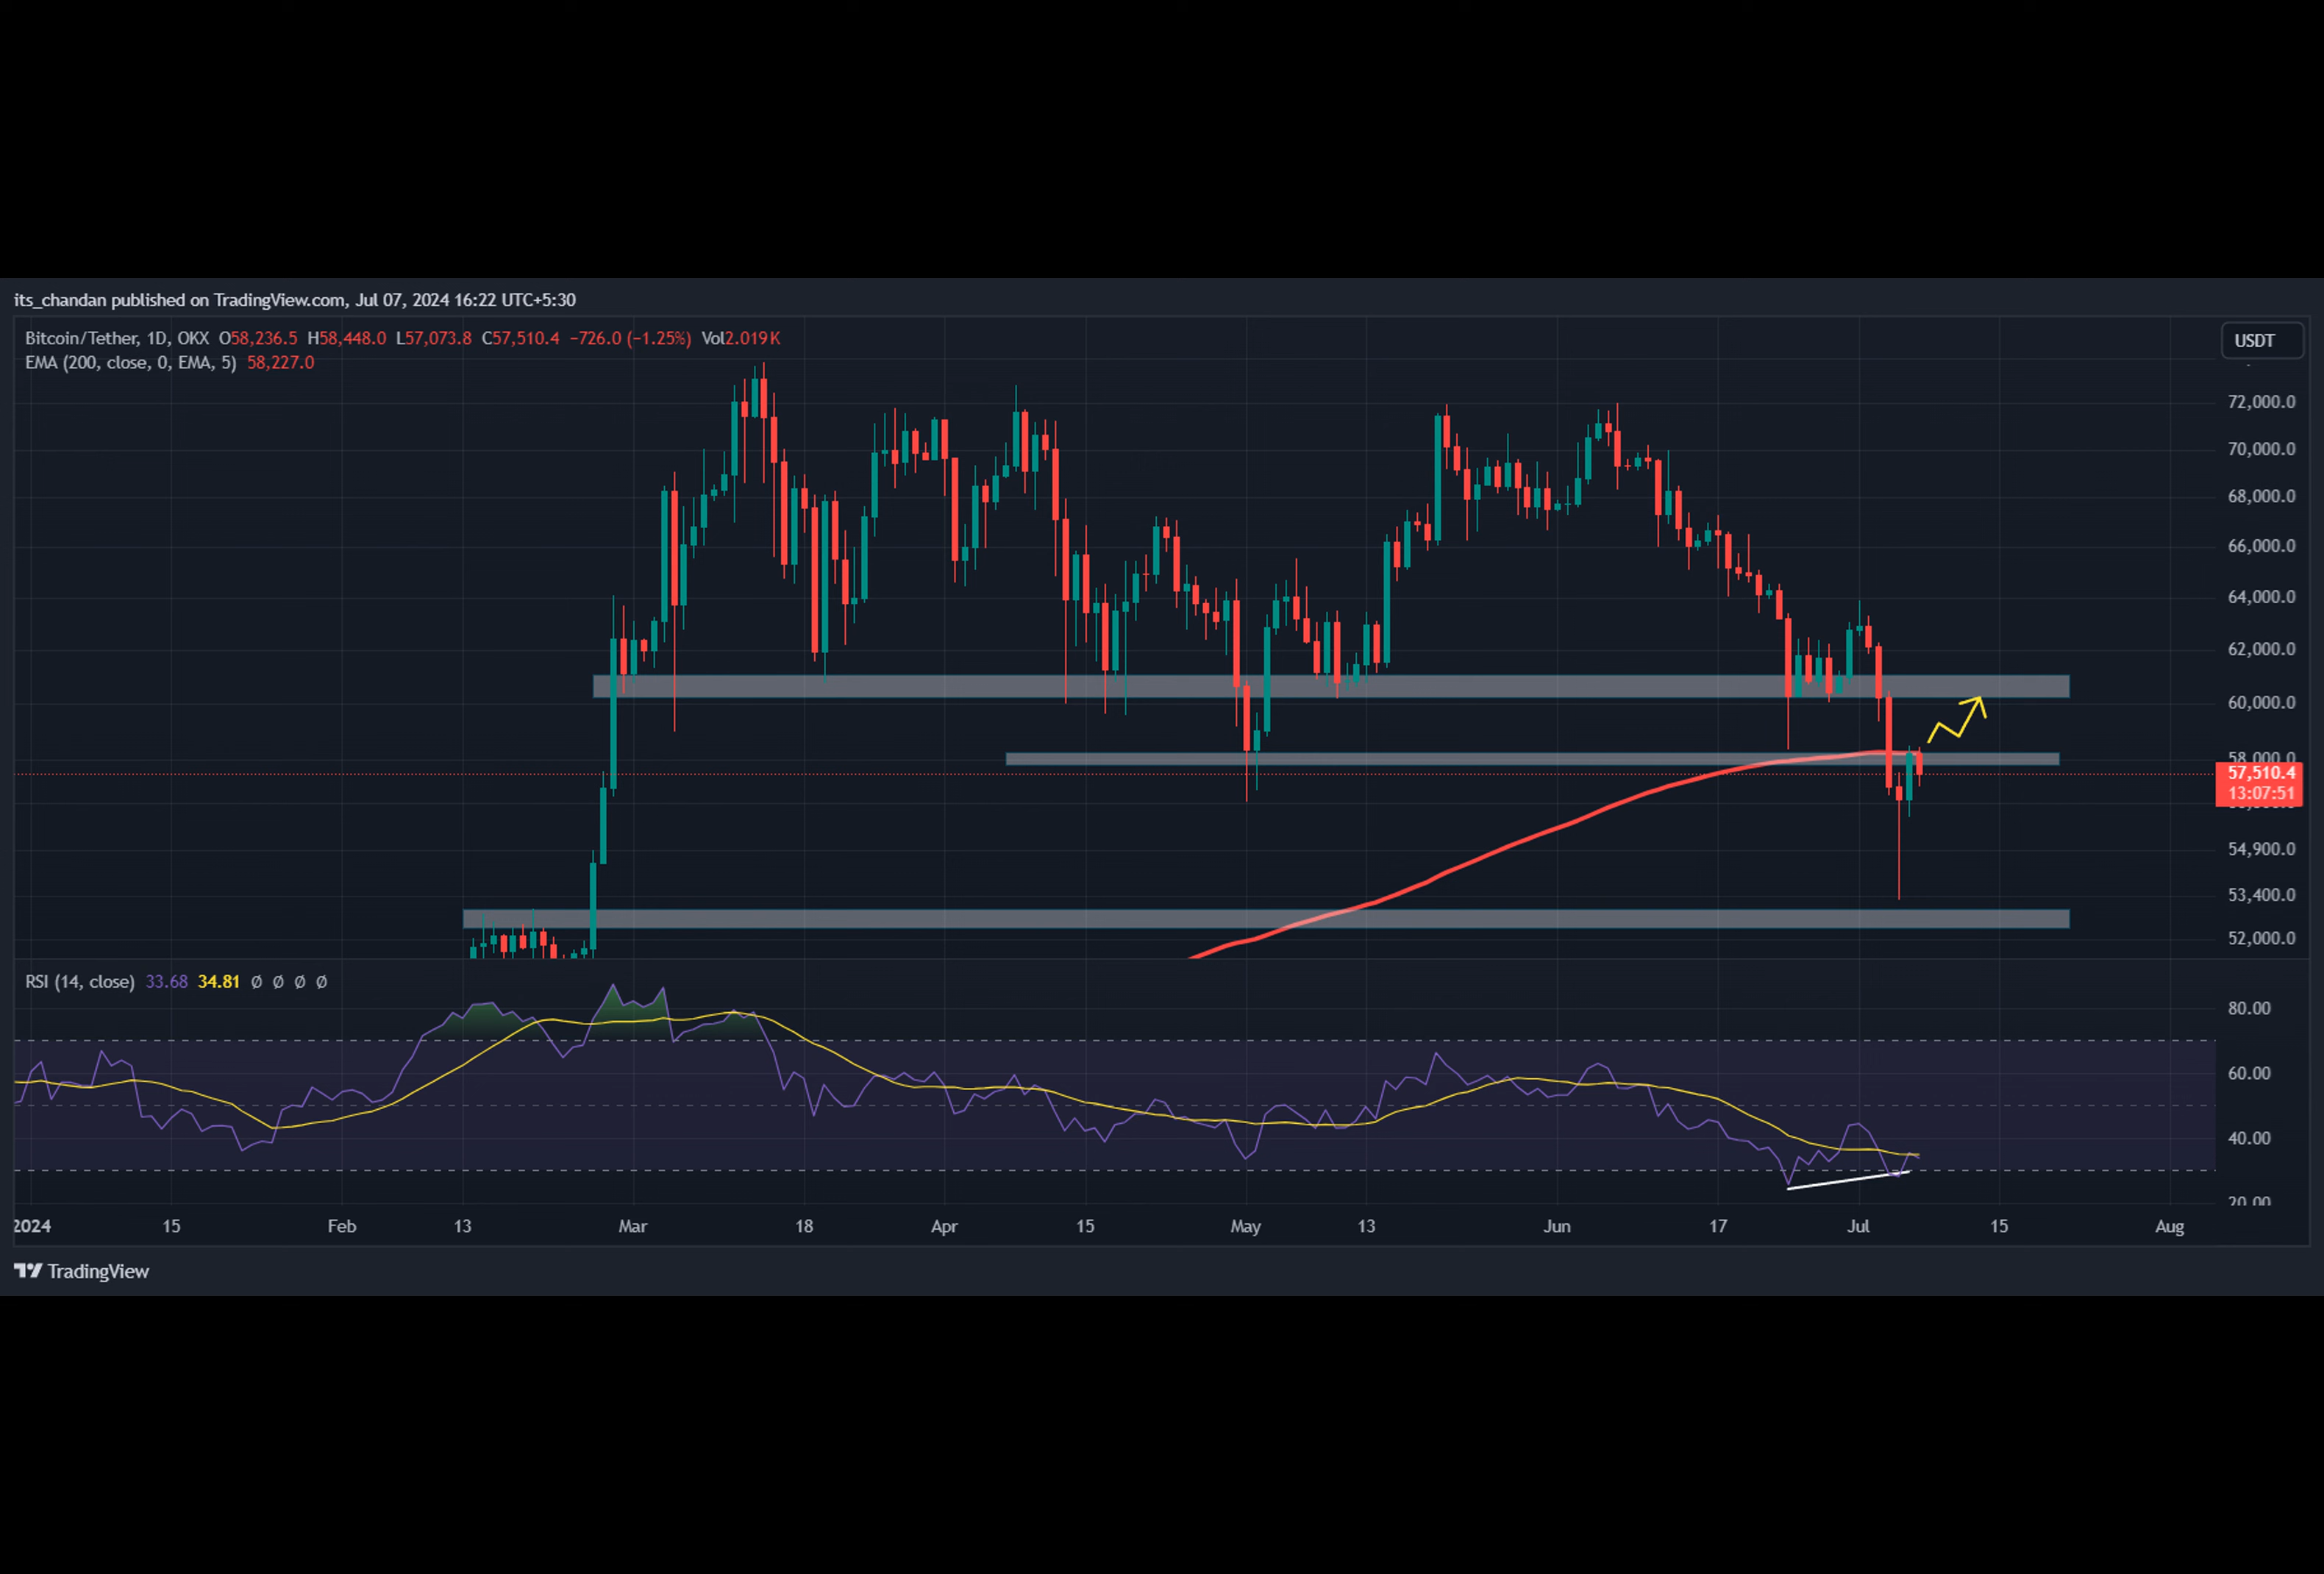 its_chandan published on TradingView.com, Jul 07, 2024 16:22 UTC+5:30
Bitcoin/Tether, 1D, OKX O58,236.5 H58,448.0 L57,073.8 C57,510.4 −726.0 (−1.25%) Vol2.019K
EMA (200, close, 0, EMA, 5) 58,227.0
USDT
72,000.0
70,000.0
68,000.0
66,000.0
64,000.0
62,000.0
60,000.0
58,000.0
57,510.4
13:07:51
54,900.0
53,400.0
52,000.0
RSI (14, close) 33.68 34.81 Ø Ø Ø Ø
80.00
60.00
40.00
20.00
2024 15 Feb 13 Mar 18 Apr 15 May 13 Jun 17 Jul 15 Aug
TradingView